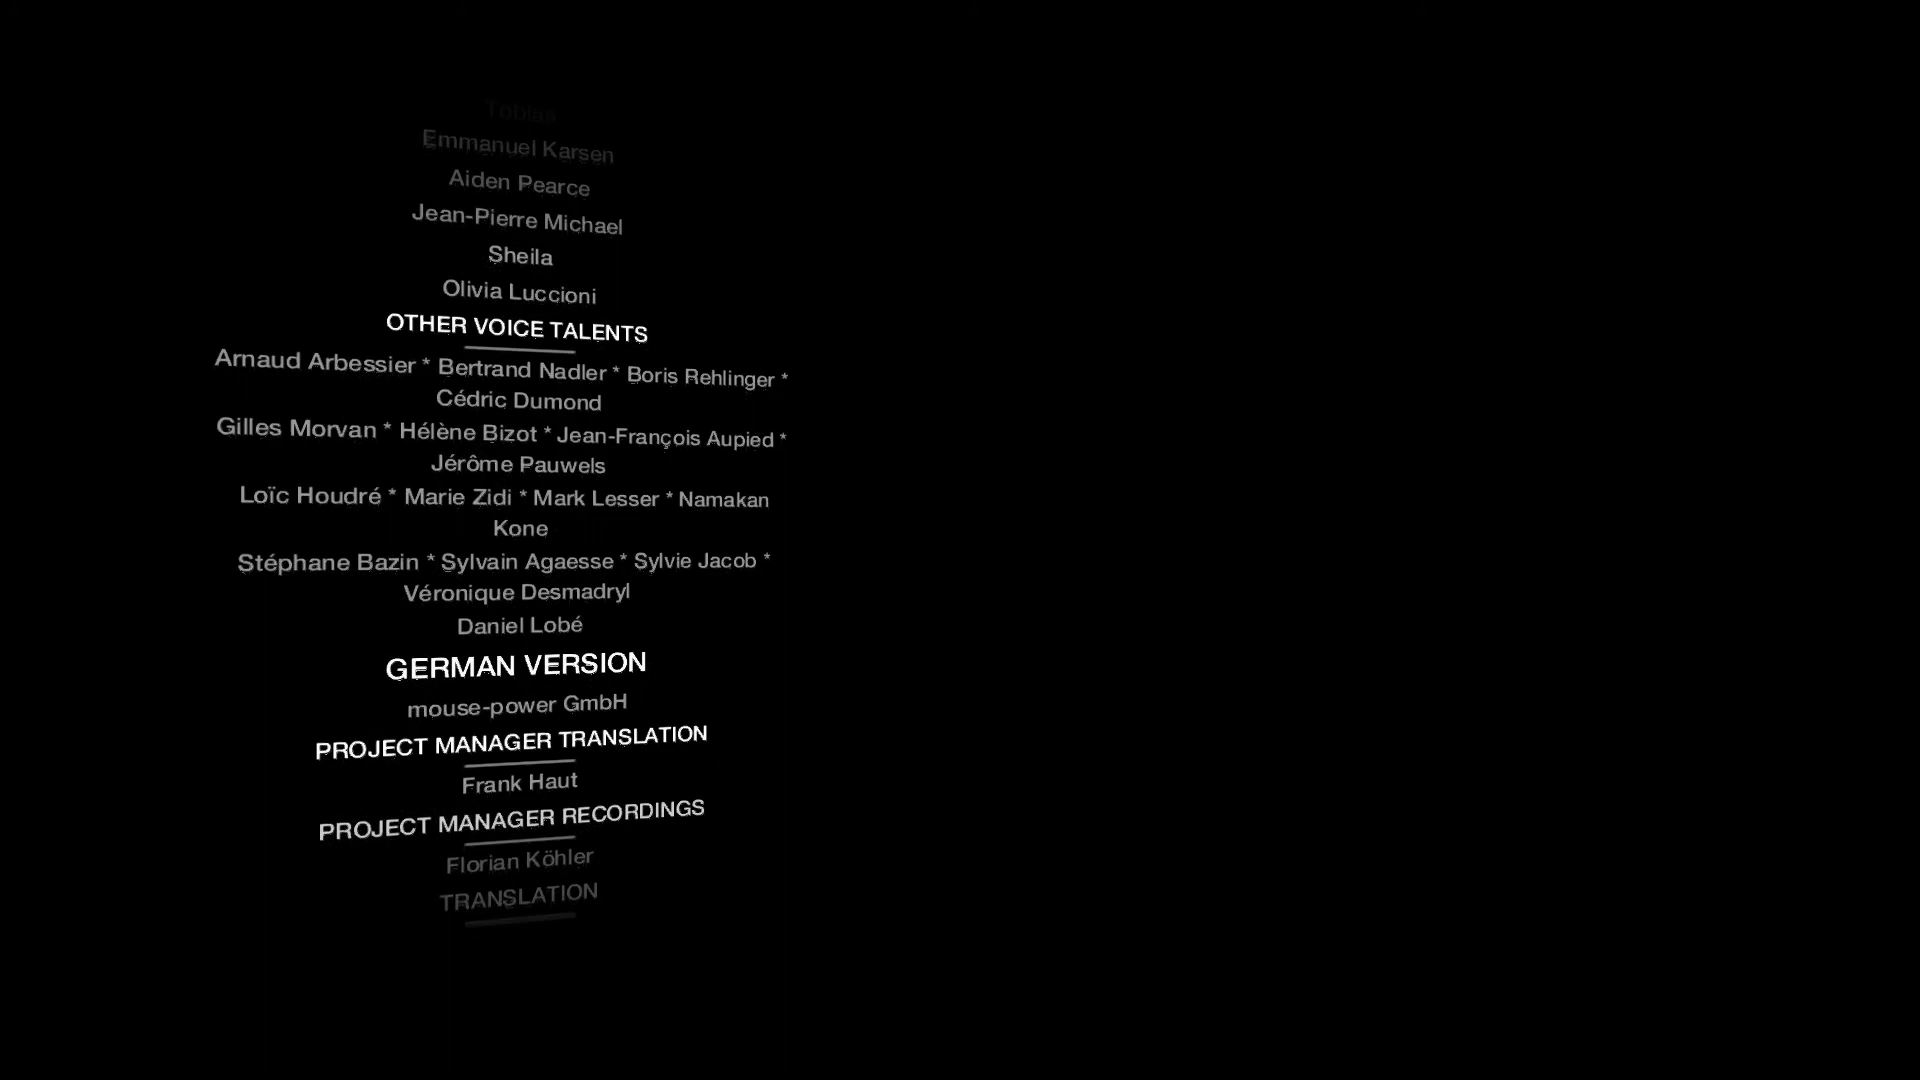 Tobias
Emmanuel Karsen
Aiden Pearce
Jean-Pierre Michael
Sheila
Olivia Luccioni
OTHER VOICE TALENTS
Arnaud Arbessier * Bertrand Nadler * Boris Rehlinger *
Cédric Dumond
Gilles Morvan * Hélène Bizot * Jean-François Aupied *
Jérôme Pauwels
Loïc Houdré * Marie Zidi * Mark Lesser * Namakan
Kone
Stéphane Bazin * Sylvain Agaesse * Sylvie Jacob *
Véronique Desmadryl
Daniel Lobé
GERMAN VERSION
mouse-power GmbH
PROJECT MANAGER TRANSLATION
Frank Haut
PROJECT MANAGER RECORDINGS
Florian Köhler
TRANSLATION